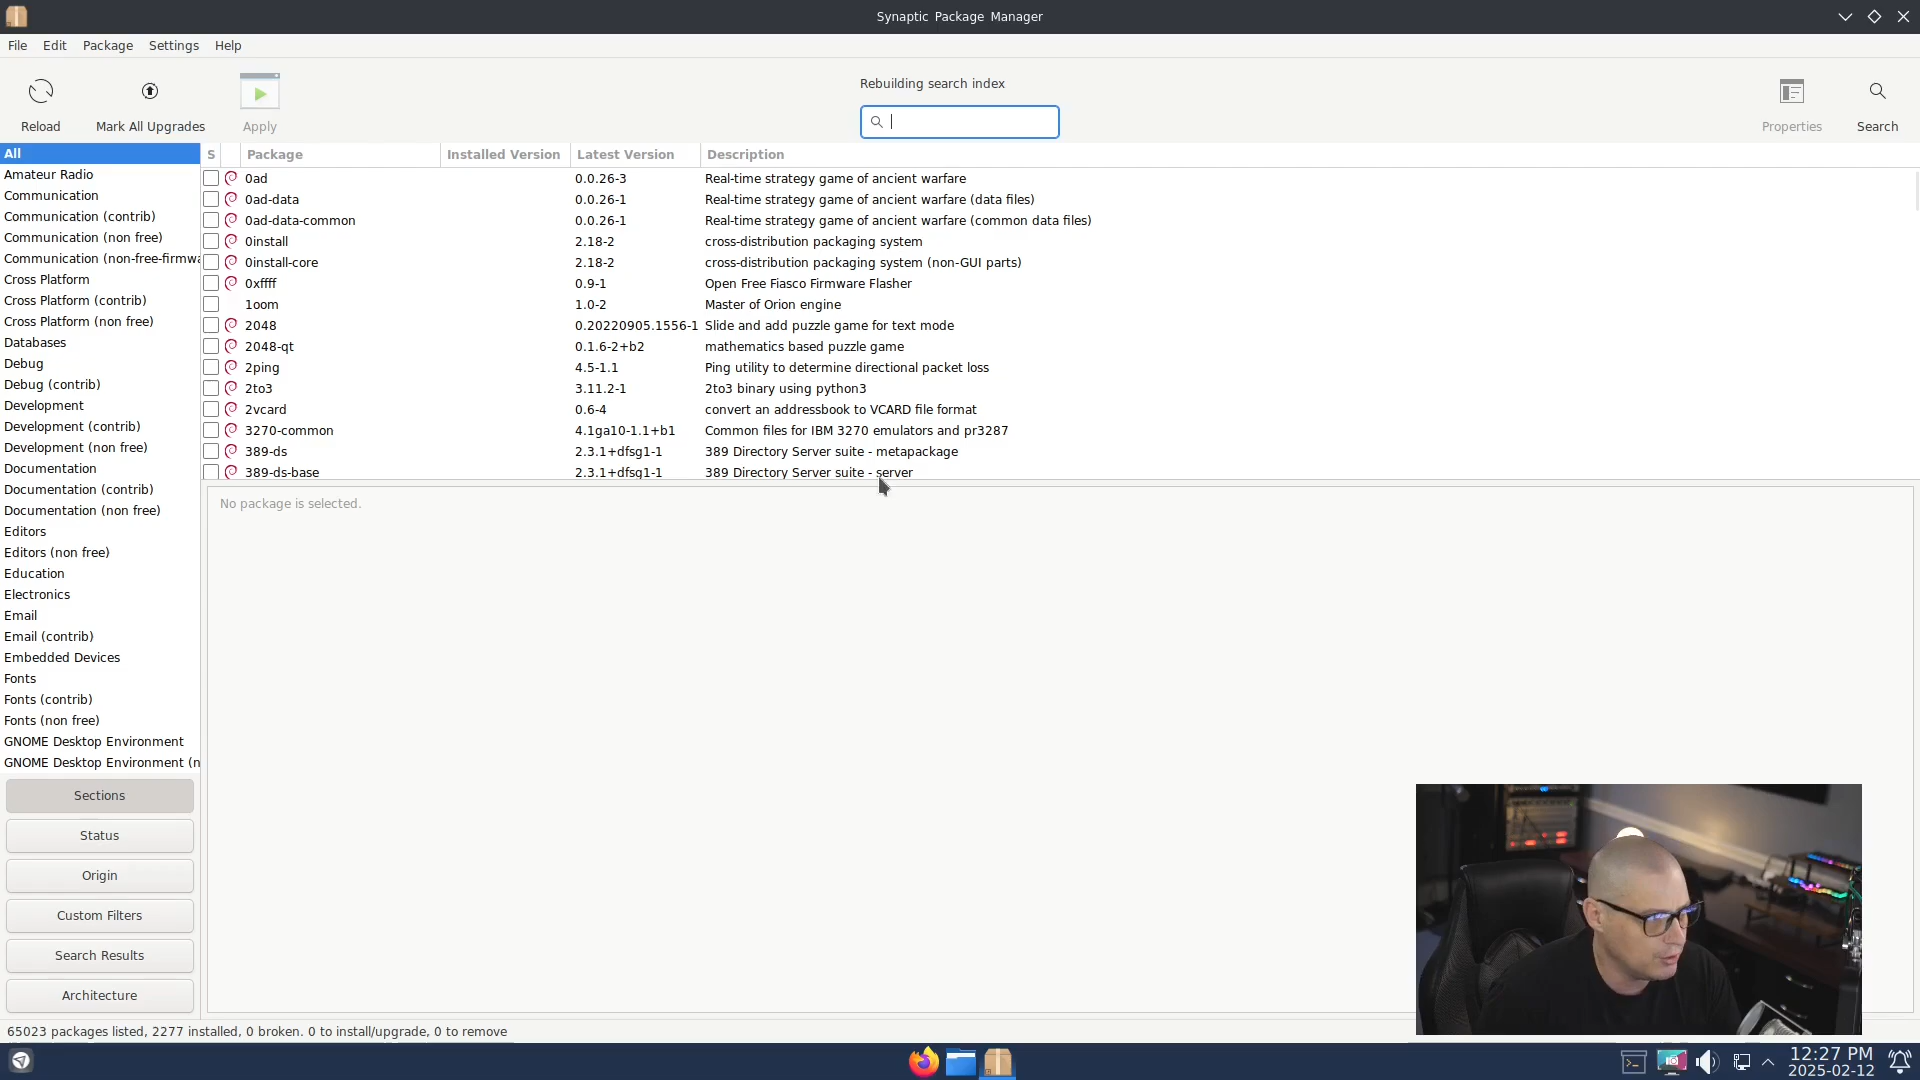 Synaptic Package Manager
File Edit Package Settings Help
Reload
Mark All Upgrades
Apply
Rebuilding search index
Properties
Search
S Package Installed Version Latest Version Description
0ad 0.0.26-3 Real-time strategy game of ancient warfare
0ad-data 0.0.26-1 Real-time strategy game of ancient warfare (data files)
0ad-data-common 0.0.26-1 Real-time strategy game of ancient warfare (common data files)
0install 2.18-2 cross-distribution packaging system
0install-core 2.18-2 cross-distribution packaging system (non-GUI parts)
0xffff 0.9-1 Open Free Fiasco Firmware Flasher
1oom 1.0-2 Master of Orion engine
2048 0.20220905.1556-1 Slide and add puzzle game for text mode
2048-qt 0.1.6-2+b2 mathematics based puzzle game
2ping 4.5-1.1 Ping utility to determine directional packet loss
2to3 3.11.2-1 2to3 binary using python3
2vcard 0.6-4 convert an addressbook to VCARD file format
3270-common 4.1ga10-1.1+b1 Common files for IBM 3270 emulators and pr3287
389-ds 2.3.1+dfsg1-1 389 Directory Server suite - metapackage
389-ds-base 2.3.1+dfsg1-1 389 Directory Server suite - server
No package is selected.
All
Amateur Radio
Communication
Communication (contrib)
Communication (non free)
Communication (non-free-firmwa
Cross Platform
Cross Platform (contrib)
Cross Platform (non free)
Databases
Debug
Debug (contrib)
Development
Development (contrib)
Development (non free)
Documentation
Documentation (contrib)
Documentation (non free)
Editors
Editors (non free)
Education
Electronics
Email
Email (contrib)
Embedded Devices
Fonts
Fonts (contrib)
Fonts (non free)
GNOME Desktop Environment
GNOME Desktop Environment (n
Sections
Status
Origin
Custom Filters
Search Results
Architecture
65023 packages listed, 2277 installed, 0 broken. 0 to install/upgrade, 0 to remove
12:27 PM
2025-02-12